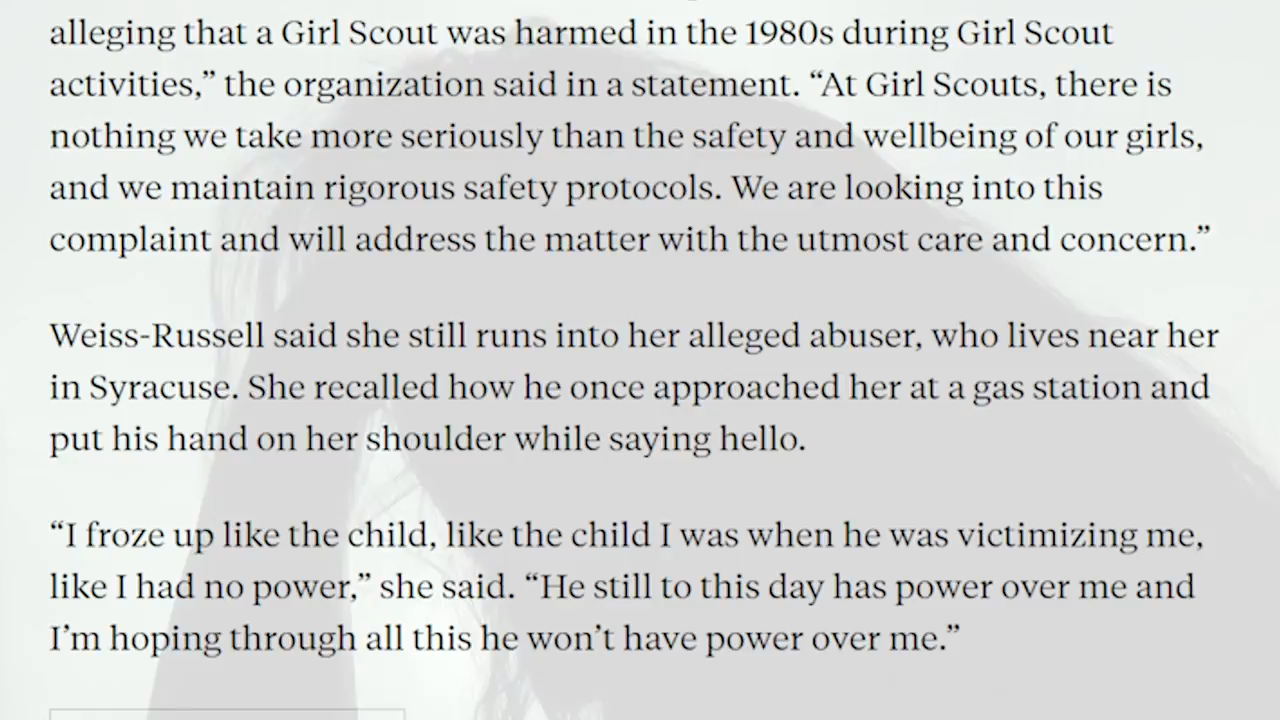 alleging that a Girl Scout was harmed in the 1980s during Girl Scout
activities,” the organization said in a statement. “At Girl Scouts, there is
nothing we take more seriously than the safety and wellbeing of our girls,
and we maintain rigorous safety protocols. We are looking into this
complaint and will address the matter with the utmost care and concern.”
Weiss-Russell said she still runs into her alleged abuser, who lives near her
in Syracuse. She recalled how he once approached her at a gas station and
put his hand on her shoulder while saying hello.
“I froze up like the child, like the child I was when he was victimizing me,
like I had no power,” she said. “He still to this day has power over me and
I’m hoping through all this he won’t have power over me.”